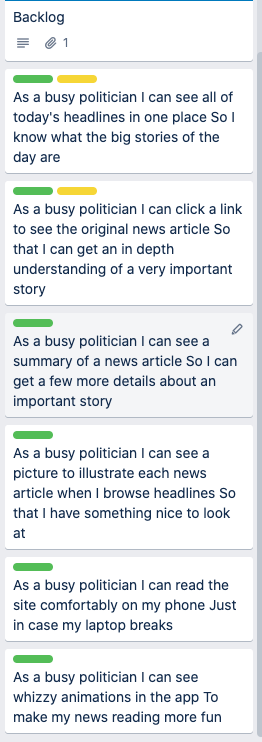 Backlog
1
As a busy politician I can see all of
today's headlines in one place So I
know what the big stories of the
day are
As a busy politician I can click a link
to see the original news article So
that I can get an in depth
understanding of a very important
story
As a busy politician I can see a
summary of a news article So I can
get a few more details about an
important story
As a busy politician I can see a
picture to illustrate each news
article when I browse headlines So
that I have something nice to look
at
As a busy politician I can read the
site comfortably on my phone Just
in case my laptop breaks
As a busy politician I can see
whizzy animations in the app To
make my news reading more fun